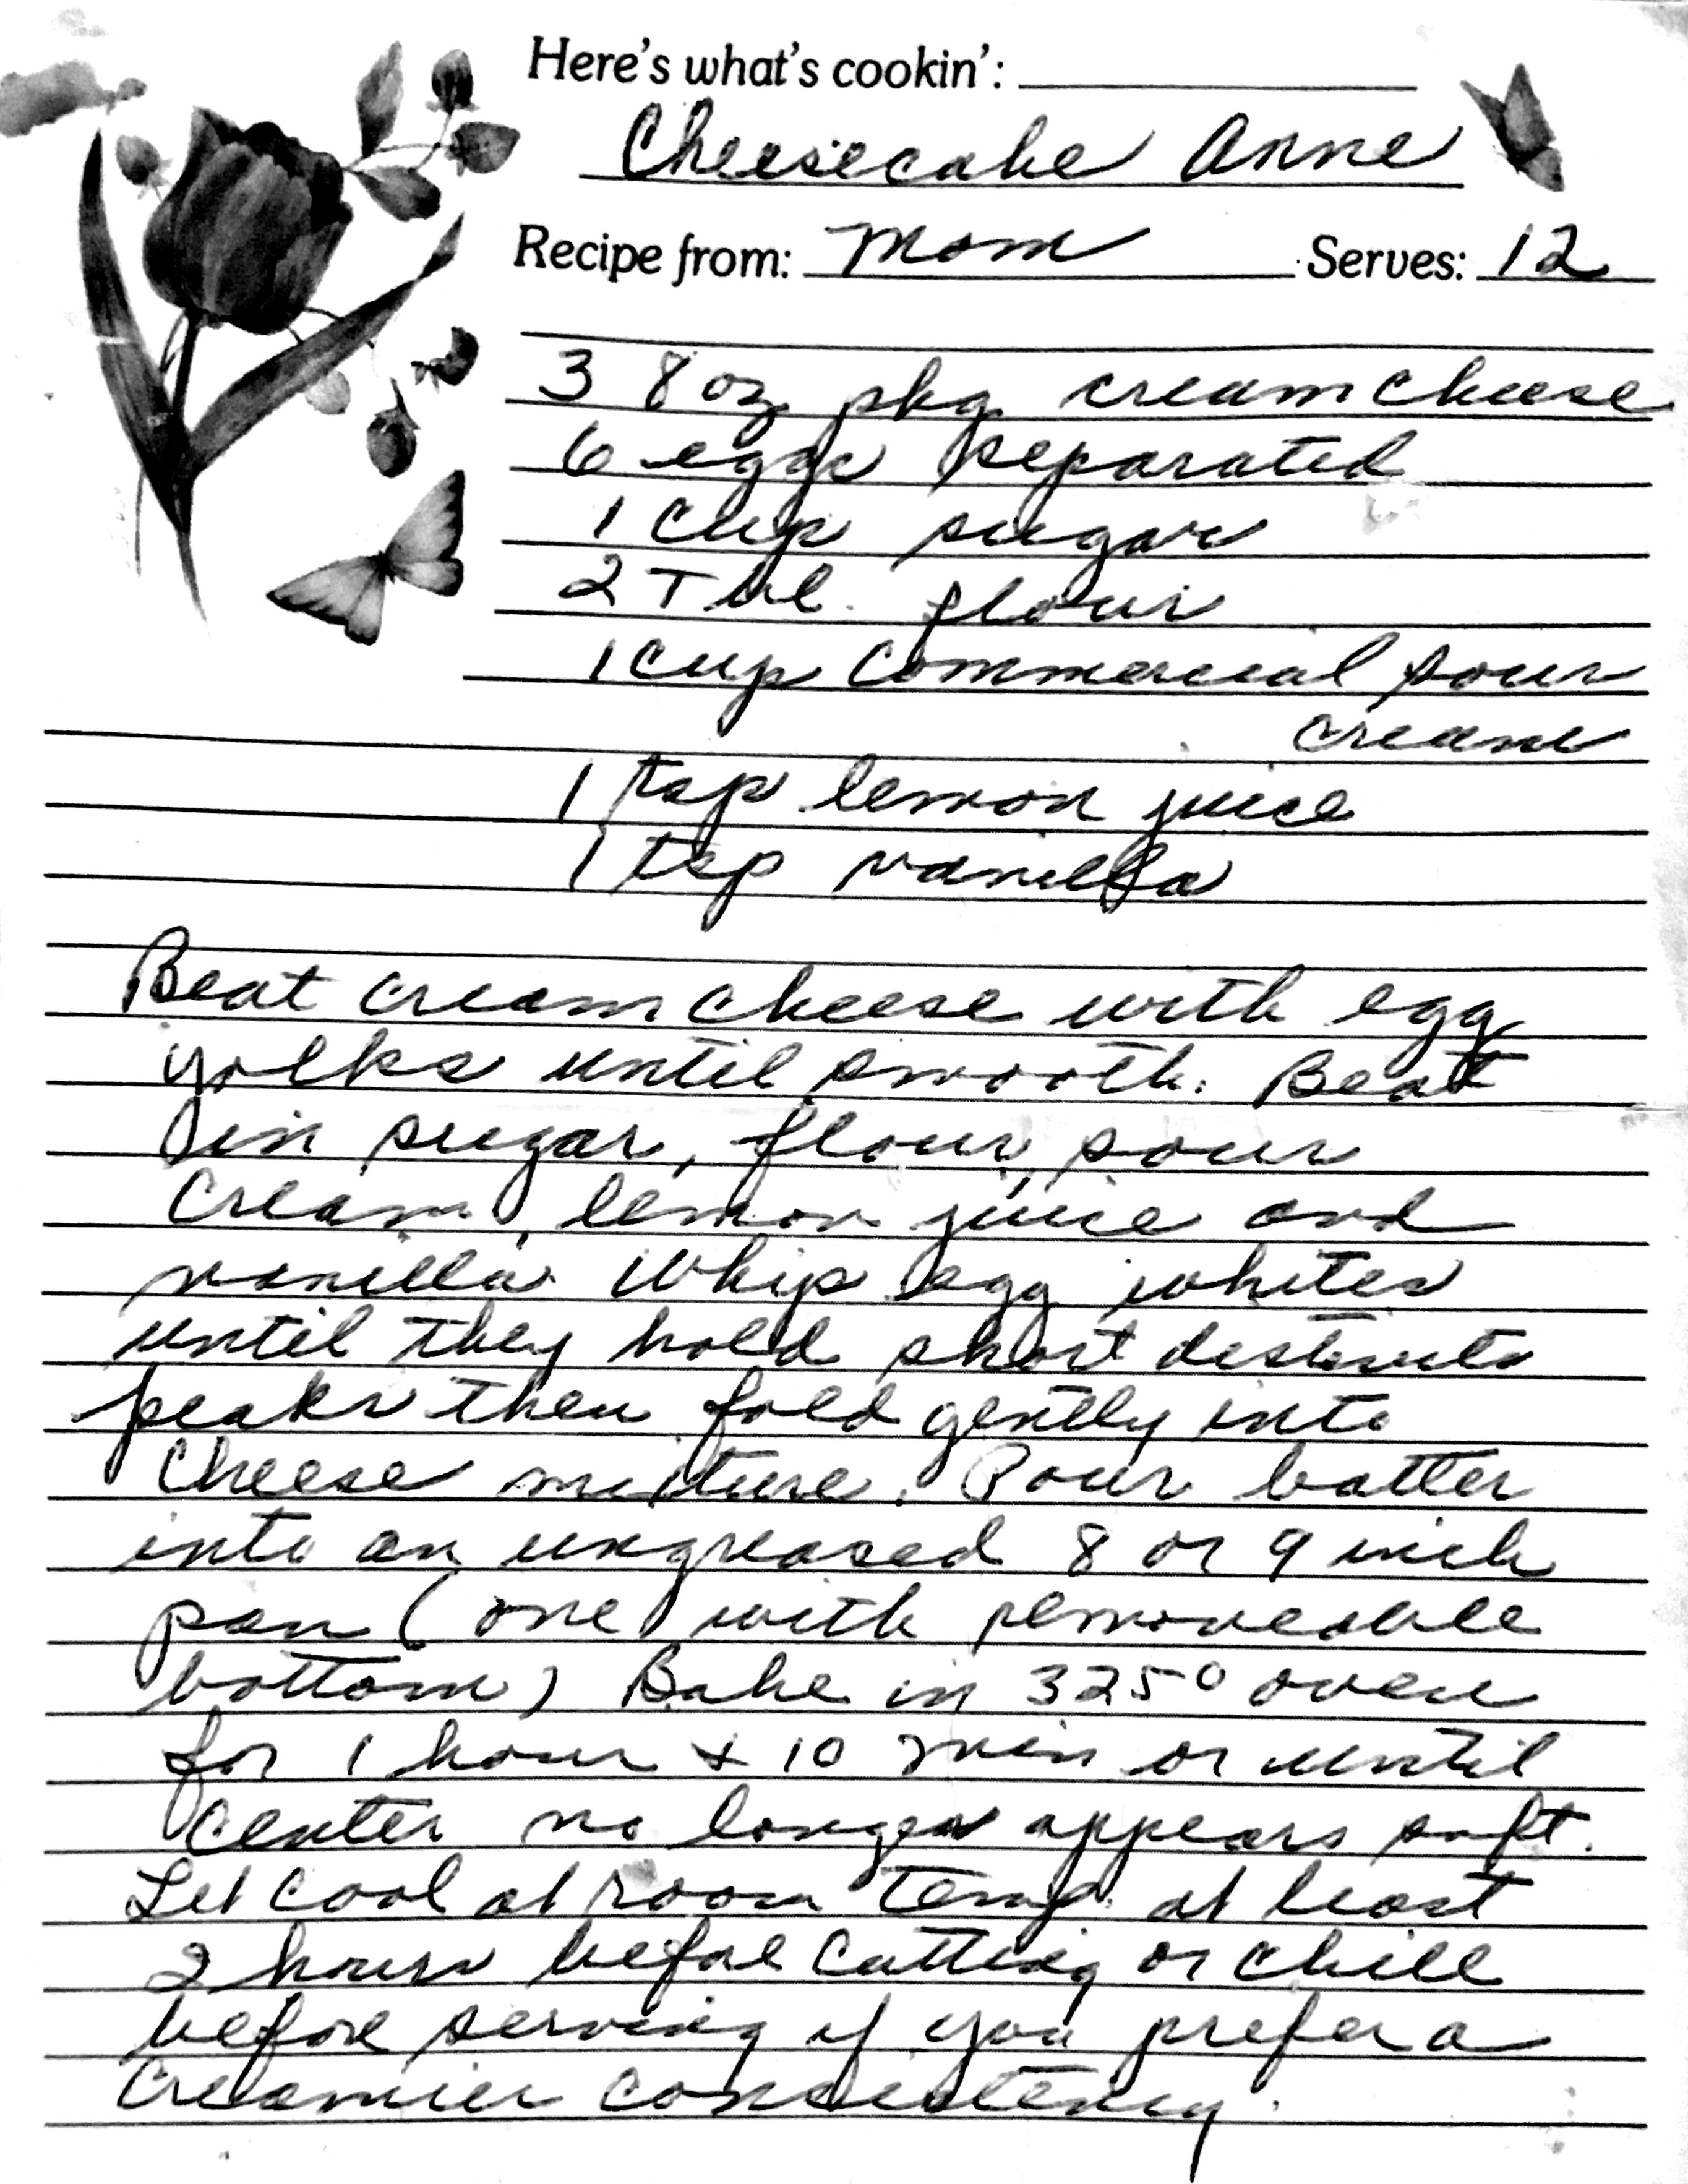 Here's what's cookin':
Cheesecake Anne
Recipe from: Mom Serves: 12
3 8 oz pkg creamcheese
6 eggs separated
1 cup sugar
2 Tbl. flour
1 cup commercial sour
cream
1 tsp lemon juice
1 tsp vanilla
Beat cream cheese with egg
yolks until smooth. Beat
in sugar, flour, sour
cream, lemon juice and
vanilla. Whip egg whites
until they hold short
peaks then fold gently into
cheese mixture. Pour batter
into an ungreased 8 or 9 inch
pan (one with removeable
bottom) Bake in 325° oven
for 1 hour + 10 min or until
center no longer appears soft.
Let cool at room temp. at least
2 hours before cutting or chill
before serving if you prefer a
creamier consistency.